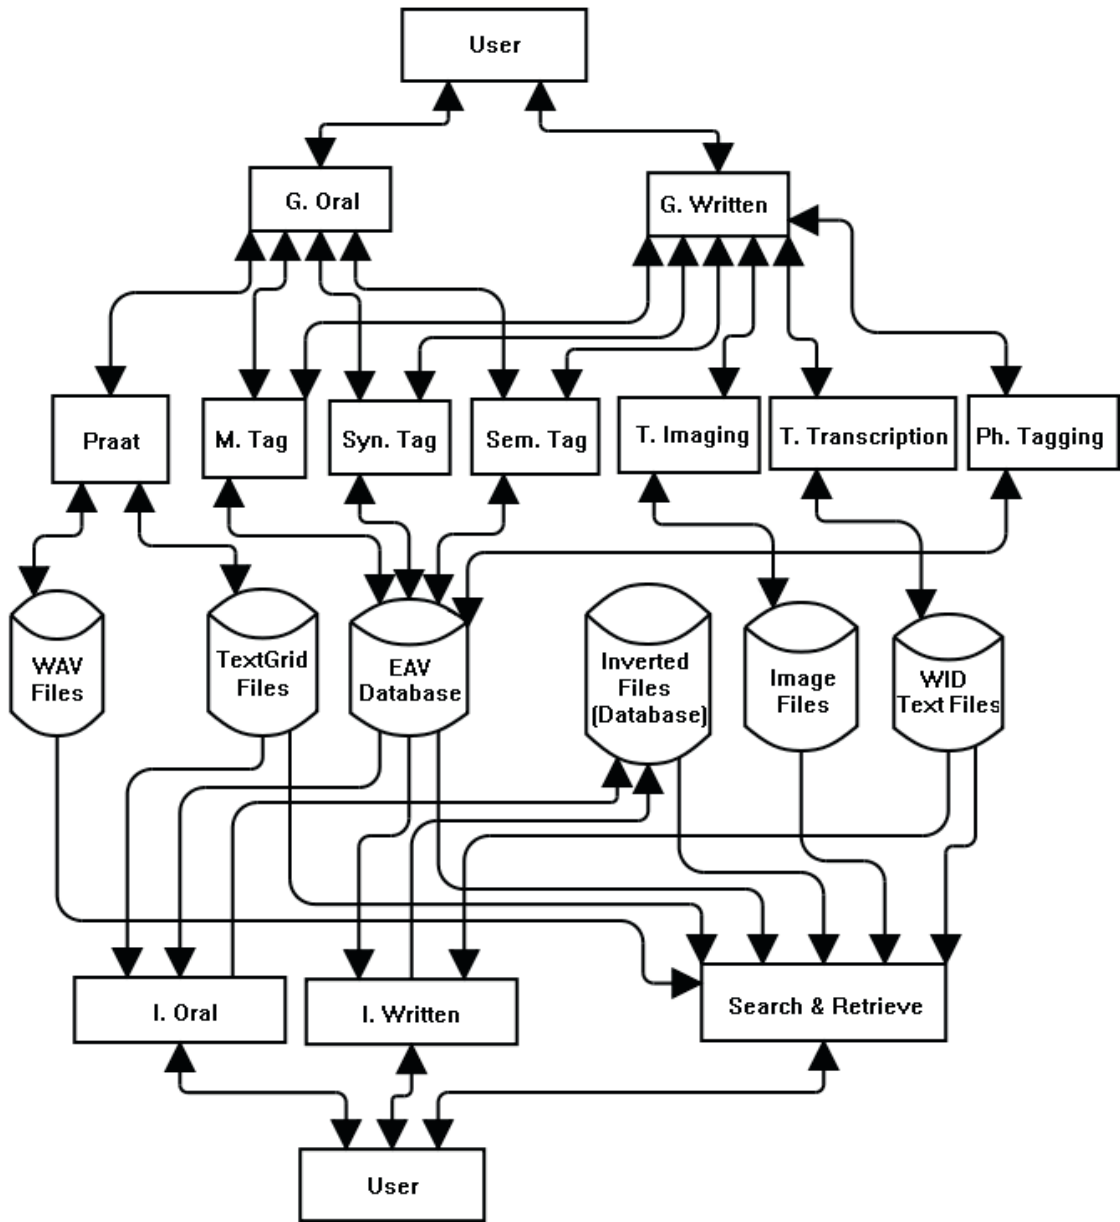 User
G. Oral
G. Written
Praat
M. Tag
Syn. Tag
Sem. Tag
T. Imaging
T. Transcription
Ph. Tagging
WAV
Files
TextGrid
Files
EAV
Database
Inverted
Files
(Database)
Image
Files
WID
Text Files
I. Oral
I. Written
Search & Retrieve
User